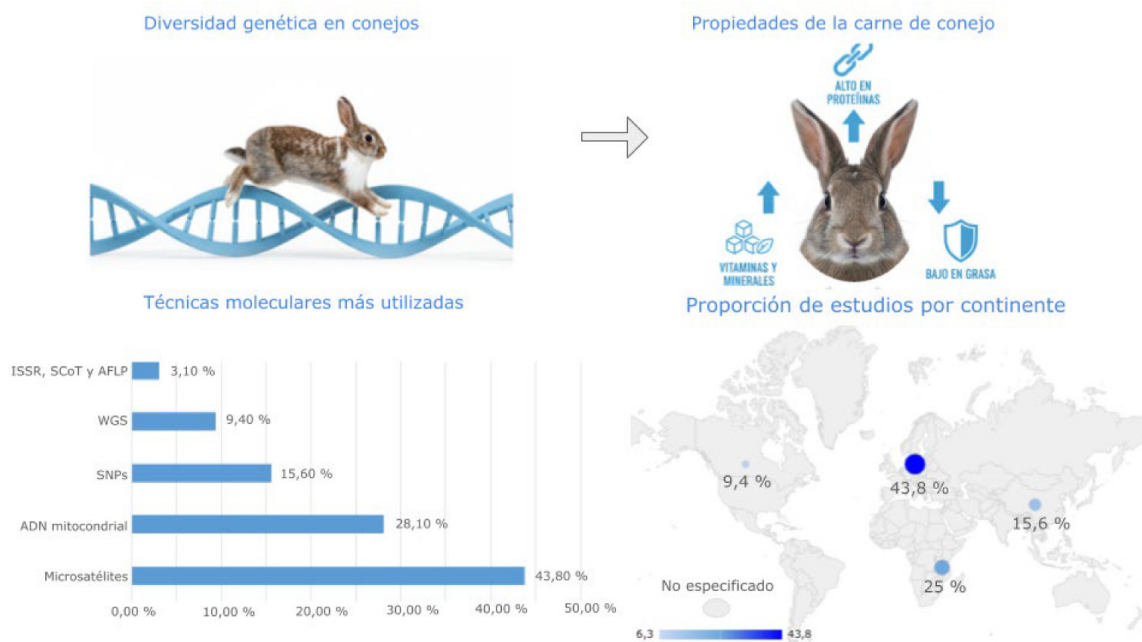 Diversidad genética en conejos
Propiedades de la carne de conejo
ALTO EN
PROTEÍINAS
VITAMINAS Y
MINERALES
BAJO EN GRASA
Técnicas moleculares más utilizadas
ISSR, SCoT y AFLP
3,10 %
WGS
9,40 %
SNPs
15,60 %
ADN mitocondrial
28,10 %
Microsatélites
43,80 %
0,00 %
10,00 %
20,00 %
30,00 %
40,00 %
50,00 %
Proporción de estudios por continente
9,4 %
43,8 %
15,6 %
25 %
No especificado
6,3
43,8